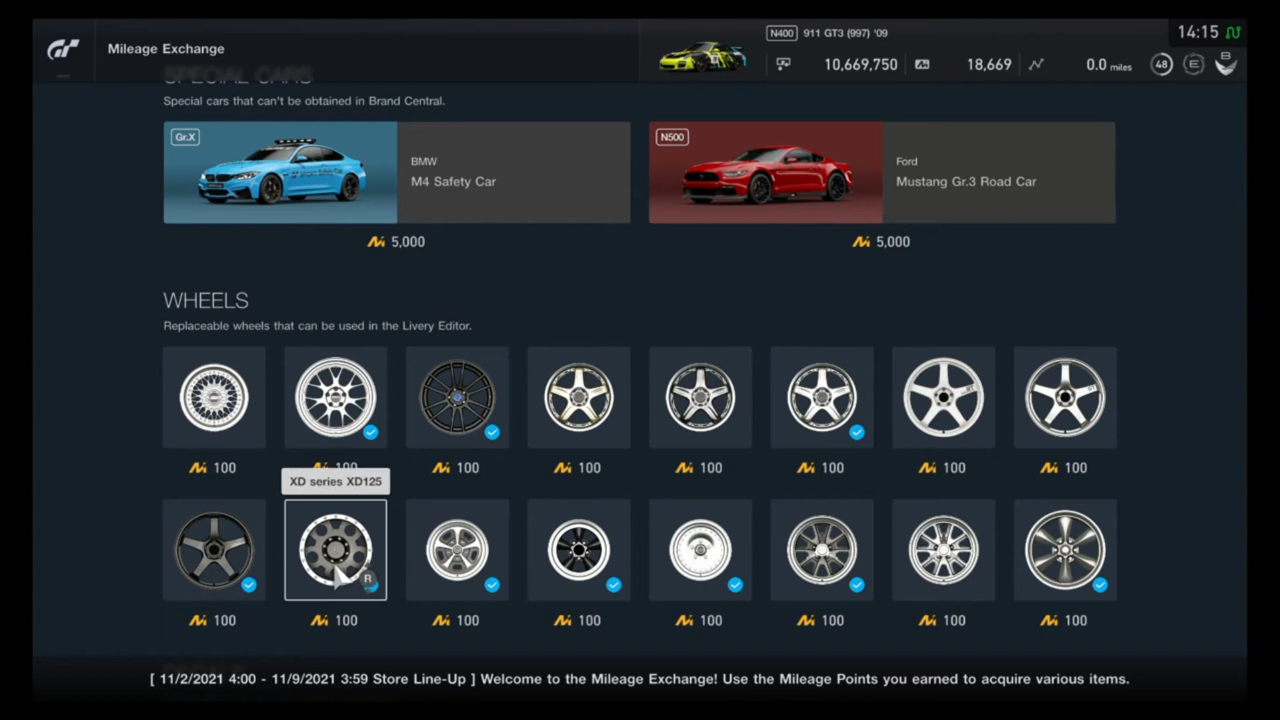 14:15
N400 911 GT3 (997) '09
Mileage Exchange
10,669,750 18,669 0.0 miles 48 E B
SPECIAL CARS
Special cars that can't be obtained in Brand Central.
Gr.X
BMW
M4 Safety Car
N500
Ford
Mustang Gr.3 Road Car
5,000 5,000
WHEELS
Replaceable wheels that can be used in the Livery Editor.
100 100 100 100 100 100 100 100
XD series XD125
R
100 100 100 100 100 100 100 100
[ 11/2/2021 4:00 - 11/9/2021 3:59 Store Line-Up ] Welcome to the Mileage Exchange! Use the Mileage Points you earned to acquire various items.